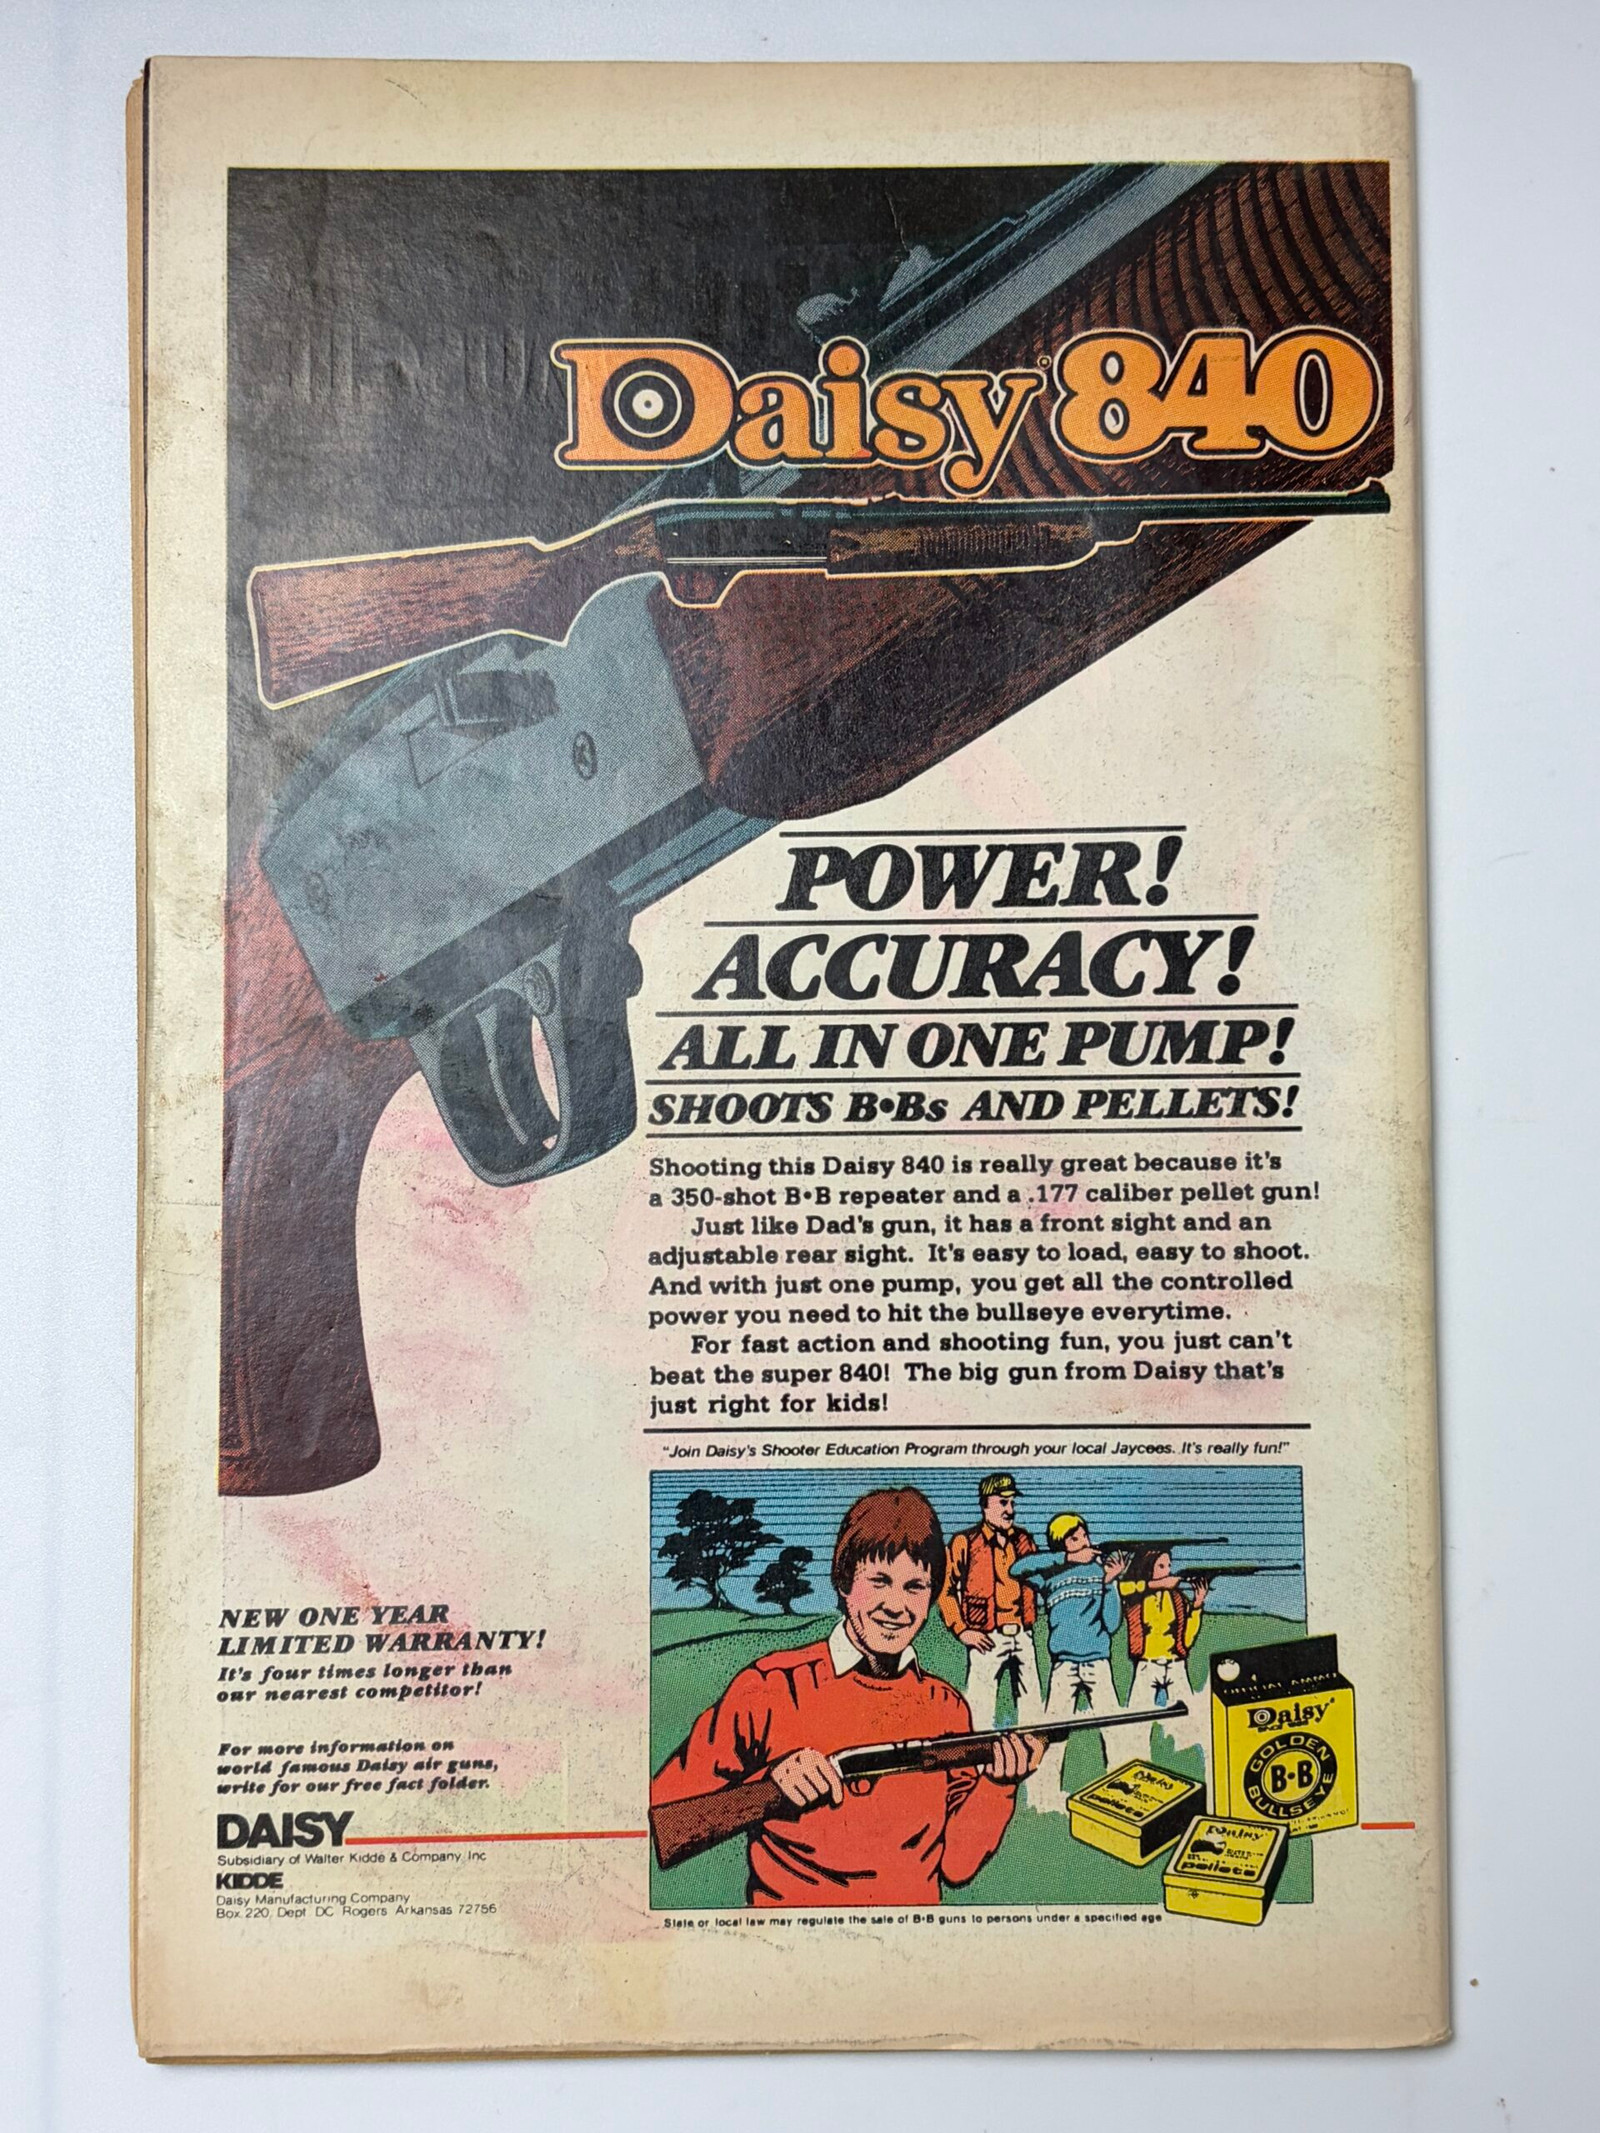 Daisy® 840
POWER!
ACCURACY!
ALL IN ONE PUMP!
SHOOTS B•Bs AND PELLETS!
Shooting this Daisy 840 is really great because it's
a 350-shot B•B repeater and a .177 caliber pellet gun!
Just like Dad's gun, it has a front sight and an
adjustable rear sight. It's easy to load, easy to shoot.
And with just one pump, you get all the controlled
power you need to hit the bullseye everytime.
For fast action and shooting fun, you just can't
beat the super 840! The big gun from Daisy that's
just right for kids!
"Join Daisy's Shooter Education Program through your local Jaycees. It's really fun!"
NEW ONE YEAR
LIMITED WARRANTY!
It's four times longer than
our nearest competitor!
For more information on
world famous Daisy air guns,
write for our free fact folder.
DAISY
Subsidiary of Walter Kidde & Company, Inc
KIDDE
Daisy Manufacturing Company
Box 220, Dept DC Rogers Arkansas 72756
OFFICIAL AMMO
Daisy®
GOLDEN
B•B
BULLSEYE
Daisy
pellets
Daisy
pellets
State or local law may regulate the sale of B•B guns to persons under a specified age